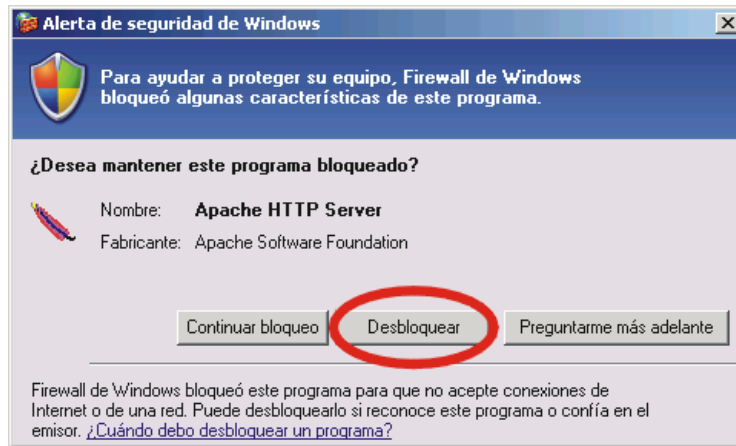 Alerta de seguridad de Windows
Para ayudar a proteger su equipo, Firewall de Windows
bloqueó algunas características de este programa.
¿Desea mantener este programa bloqueado?
Nombre: Apache HTTP Server
Fabricante: Apache Software Foundation
Continuar bloqueo Desbloquear Preguntarme más adelante
Firewall de Windows bloqueó este programa para que no acepte conexiones de
Internet o de una red. Puede desbloquearlo si reconoce este programa o confía en el
emisor. ¿Cuándo debo desbloquear un programa?